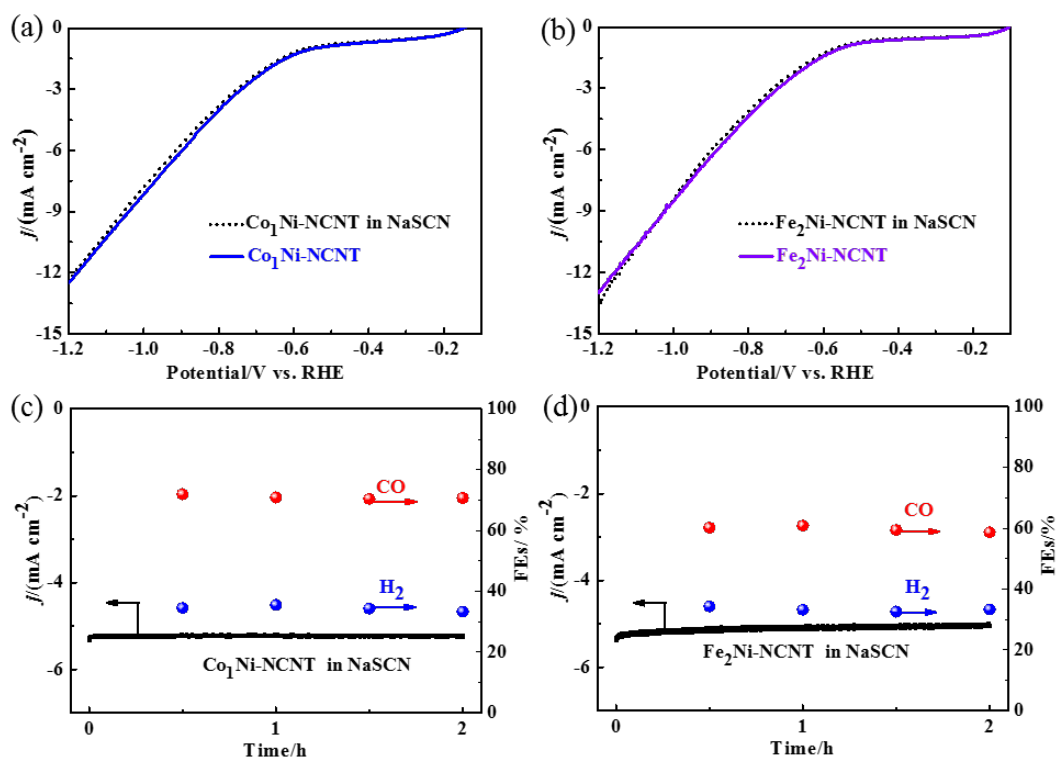 (a)
0
-3
-6
-9
-12
-15
j/(mA cm⁻²)
Co₁Ni-NCNT in NaSCN
Co₁Ni-NCNT
-1.2 -1.0 -0.8 -0.6 -0.4 -0.2
Potential/V vs. RHE
(b)
0
-3
-6
-9
-12
-15
j/(mA cm⁻²)
Fe₂Ni-NCNT in NaSCN
Fe₂Ni-NCNT
-1.2 -1.0 -0.8 -0.6 -0.4 -0.2
Potential/V vs. RHE
(c)
0
-2
-4
-6
j/(mA cm⁻²)
CO
H₂
Co₁Ni-NCNT in NaSCN
100
80
60
40
20
0
FEs/ %
0 1 2
Time/h
(d)
0
-2
-4
-6
j/(mA cm⁻²)
CO
H₂
Fe₂Ni-NCNT in NaSCN
100
80
60
40
20
0
FEs/ %
0 1 2
Time/h